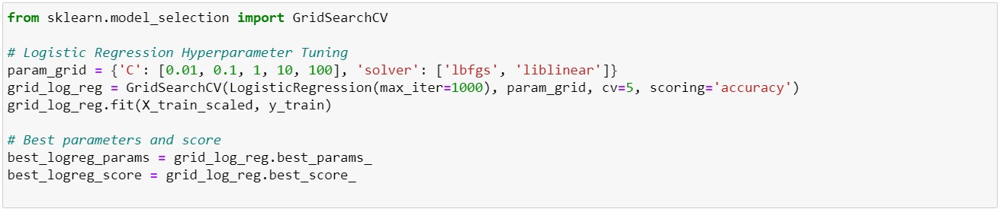 from sklearn.model_selection import GridSearchCV
# Logistic Regression Hyperparameter Tuning
param_grid = {'C': [0.01, 0.1, 1, 10, 100], 'solver': ['lbfgs', 'liblinear']}
grid_log_reg = GridSearchCV(LogisticRegression(max_iter=1000), param_grid, cv=5, scoring='accuracy')
grid_log_reg.fit(X_train_scaled, y_train)
# Best parameters and score
best_logreg_params = grid_log_reg.best_params_
best_logreg_score = grid_log_reg.best_score_